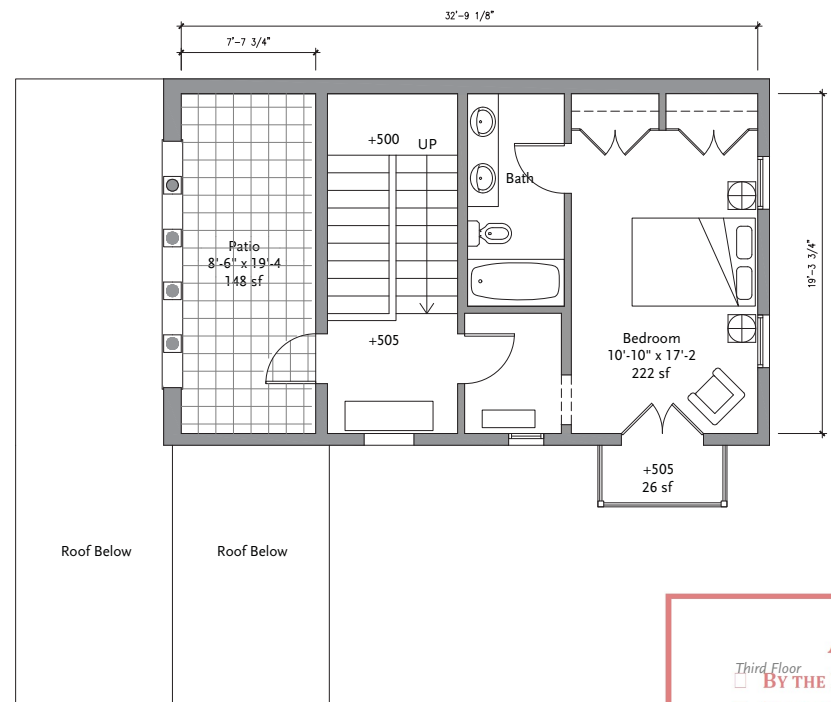 32'-9 1/8"
7'-7 3/4"
+500
UP
Bath
Patio
8'-6" x 19'-4
148 sf
19'-3 3/4"
+505
Bedroom
10'-10" x 17'-2
222 sf
+505
26 sf
Roof Below
Roof Below
Third Floor
BY THE